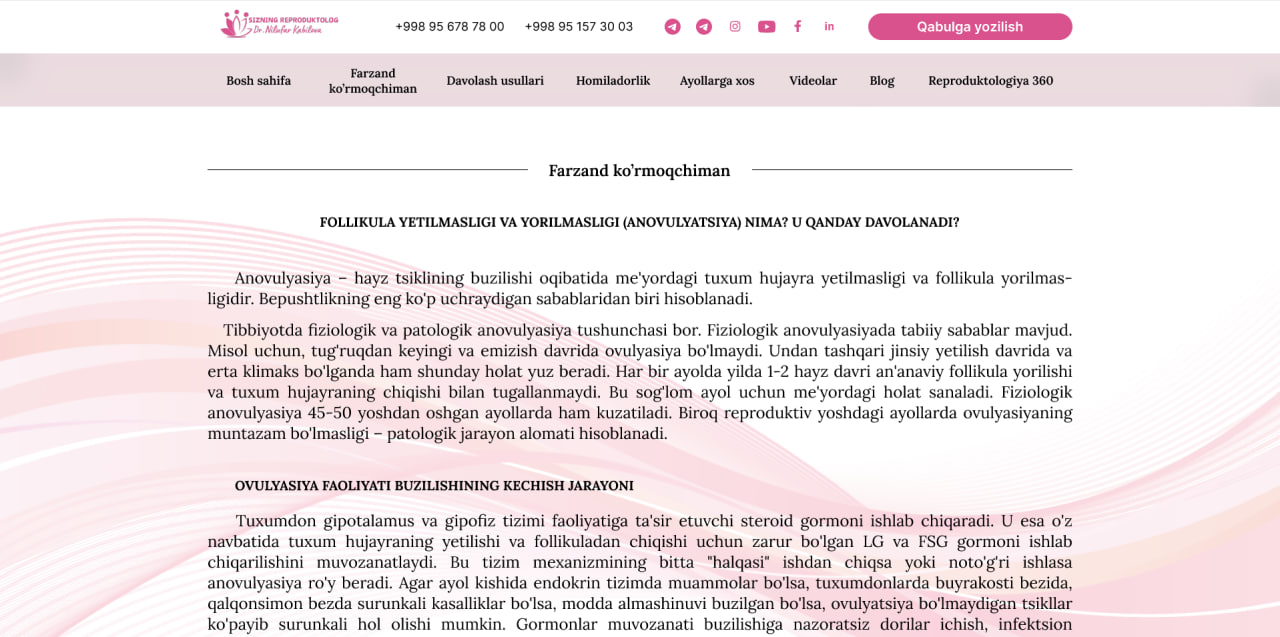 SIZNING REPRODUKTOLOG
Dr. Nilufar Kabilova
+998 95 678 78 00 +998 95 157 30 03
in
Qabulga yozilish
Bosh sahifa
Farzand
ko’rmoqchiman
Davolash usullari
Homiladorlik
Ayollarga xos
Videolar
Blog
Reproduktologiya 360
Farzand ko’rmoqchiman
FOLLIKULA YETILMASLIGI VA YORILMASLIGI (ANOVULYATSIYA) NIMA? U QANDAY DAVOLANADI?
Anovulyasiya – hayz tsiklining buzilishi oqibatida me'yordagi tuxum hujayra yetilmasligi va follikula yorilmas-
ligidir. Bepushtlikning eng ko'p uchraydigan sabablaridan biri hisoblanadi.
Tibbiyotda fiziologik va patologik anovulyasiya tushunchasi bor. Fiziologik anovulyasiyada tabiiy sabablar mavjud.
Misol uchun, tug'ruqdan keyingi va emizish davrida ovulyasiya bo'lmaydi. Undan tashqari jinsiy yetilish davrida va
erta klimaks bo'lganda ham shunday holat yuz beradi. Har bir ayolda yilda 1-2 hayz davri an'anaviy follikula yorilishi
va tuxum hujayraning chiqishi bilan tugallanmaydi. Bu sog'lom ayol uchun me'yordagi holat sanaladi. Fiziologik
anovulyasiya 45-50 yoshdan oshgan ayollarda ham kuzatiladi. Biroq reproduktiv yoshdagi ayollarda ovulyasiyaning
muntazam bo'lmasligi – patologik jarayon alomati hisoblanadi.
OVULYASIYA FAOLIYATI BUZILISHINING KECHISH JARAYONI
Tuxumdon gipotalamus va gipofiz tizimi faoliyatiga ta'sir etuvchi steroid gormoni ishlab chiqaradi. U esa o'z
navbatida tuxum hujayraning yetilishi va follikuladan chiqishi uchun zarur bo'lgan LG va FSG gormoni ishlab
chiqarilishini muvozanatlaydi. Bu tizim mexanizmining bitta "halqasi" ishdan chiqsa yoki noto'g'ri ishlasa
anovulyasiya ro'y beradi. Agar ayol kishida endokrin tizimda muammolar bo'lsa, tuxumdonlarda buyrakosti bezida,
qalqonsimon bezda surunkali kasalliklar bo'lsa, modda almashinuvi buzilgan bo'lsa, ovulyatsiya bo'lmaydigan tsikllar
ko'payib surunkali hol olishi mumkin. Gormonlar muvozanati buzilishiga nazoratsiz dorilar ichish, infektsion